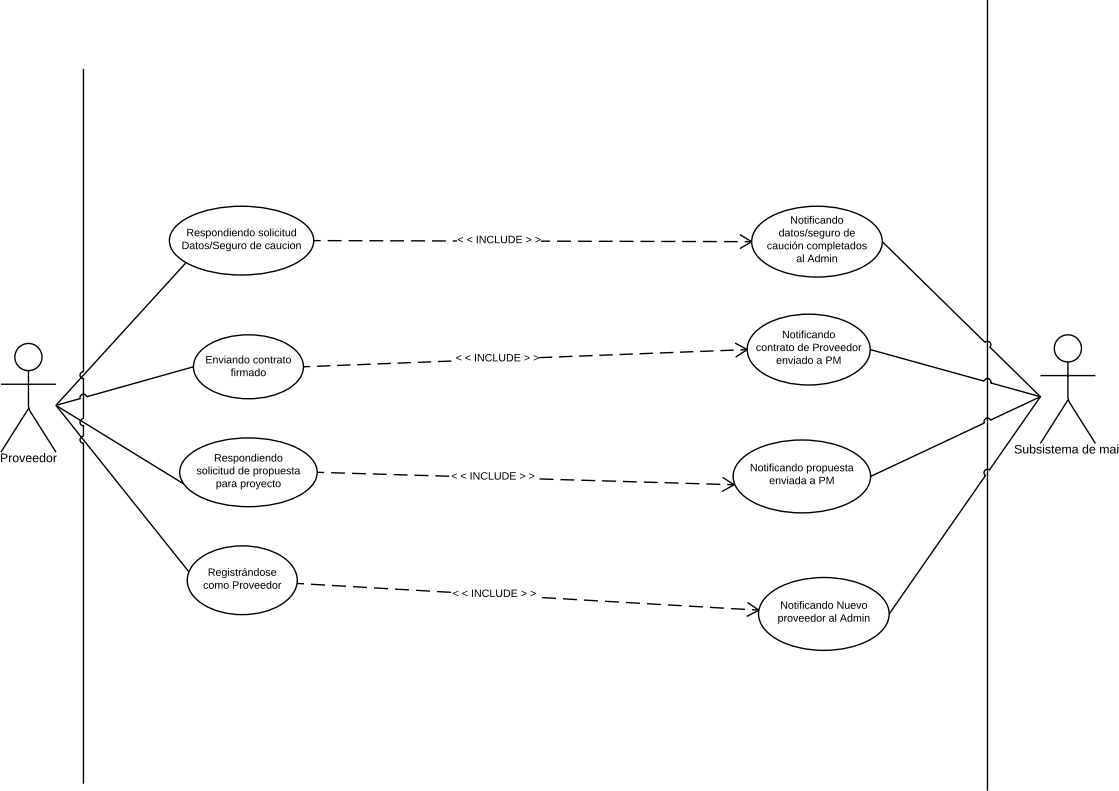 Respondiendo solicitud
Datos/Seguro de caucion
< < INCLUDE > >
Notificando
datos/seguro de
caución completados
al Admin
Enviando contrato
firmado
< < INCLUDE > >
Notificando
contrato de Proveedor
enviado a PM
Proveedor
Subsistema de mai
Respondiendo
solicitud de propuesta
para proyecto
< < INCLUDE > >
Notificando propuesta
enviada a PM
Registrándose
como Proveedor
< < INCLUDE > >
Notificando Nuevo
proveedor al Admin